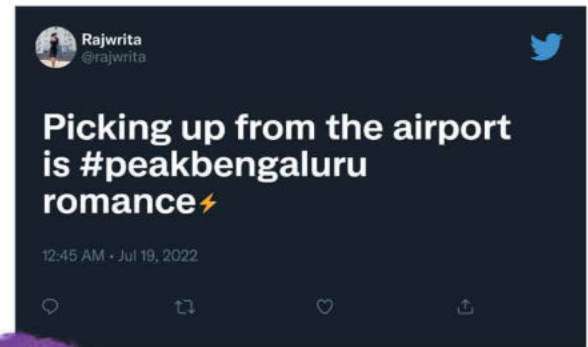 Rajwrita
@rajwrita
Picking up from the airport
is #peakbengaluru
romance⚡
12:45 AM • Jul 19, 2022